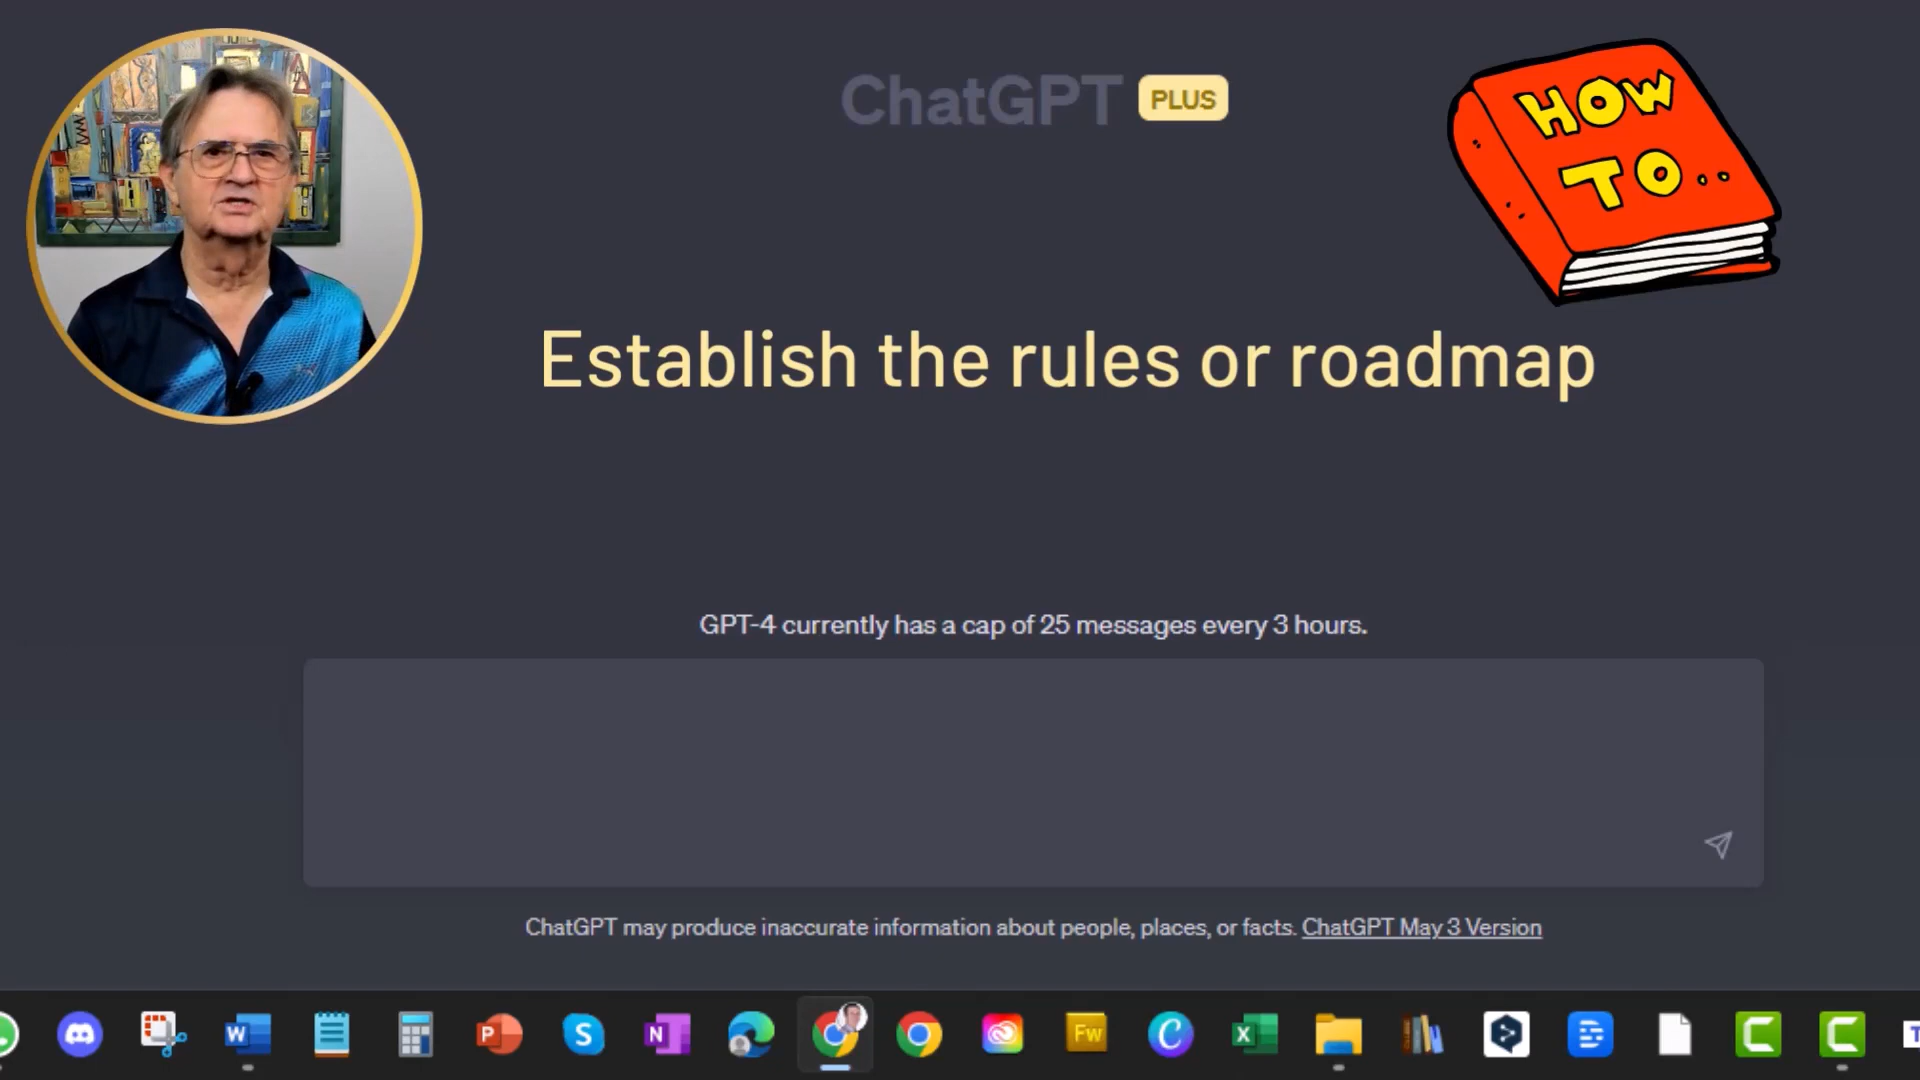 ChatGPT PLUS
HOW
TO..
Establish the rules or roadmap
GPT-4 currently has a cap of 25 messages every 3 hours.
ChatGPT may produce inaccurate information about people, places, or facts. ChatGPT May 3 Version
W
P
S
N
Fw
C
X
C
C
T